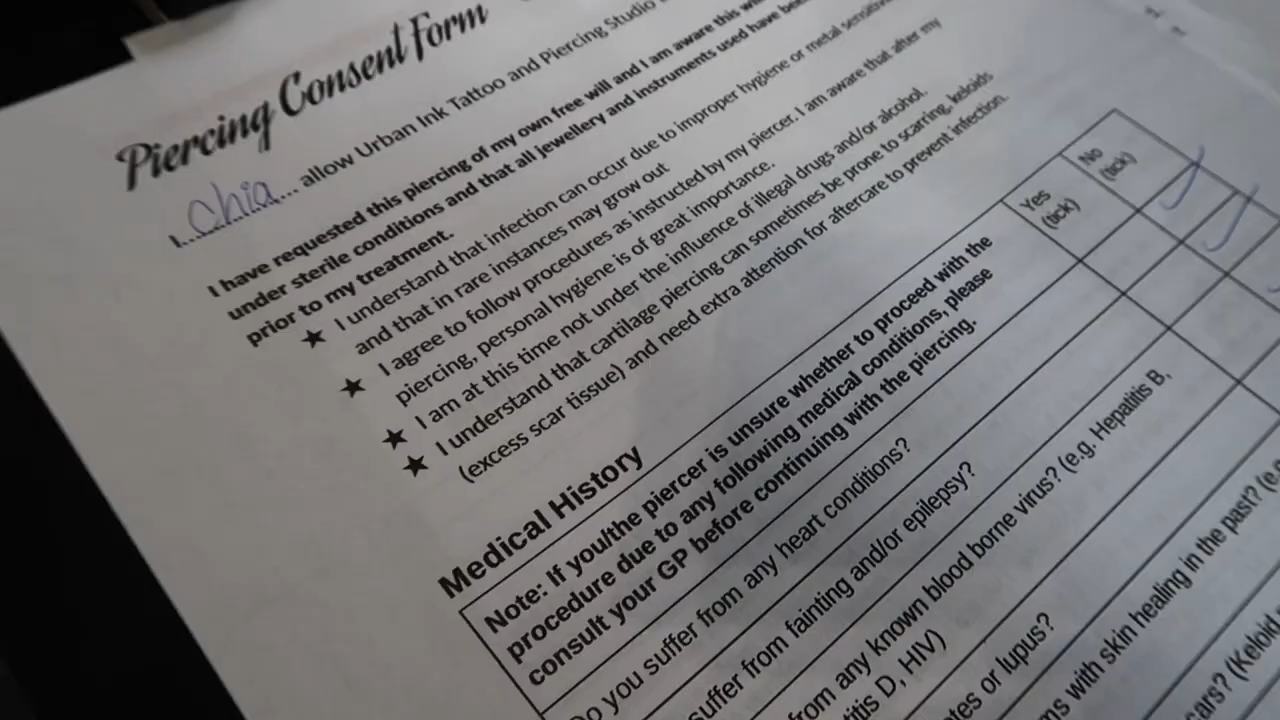 Piercing Consent Form
I, Chia... allow Urban Ink Tattoo and Piercing Studio
I have requested this piercing of my own free will and I am aware this
under sterile conditions and that all jewellery and instruments used have
prior to my treatment.
★ I understand that infection can occur due to improper hygiene or metal
and that in rare instances may grow out
★ I agree to follow procedures as instructed by my piercer. I am aware that after my
piercing, personal hygiene is of great importance.
★ I am at this time not under the influence of illegal drugs and/or alcohol.
★ I understand that cartilage piercing can sometimes be prone to scarring, keloids
(excess scar tissue) and need extra attention for aftercare to prevent infection.
Medical History
Note: If you/the piercer is unsure whether to proceed with the
procedure due to any following medical conditions, please
consult your GP before continuing with the piercing.
Yes
(tick)
No
(tick)
Do you suffer from any heart conditions?
suffer from fainting and/or epilepsy?
from any known blood borne virus? (e.g. Hepatitis B,
titis D, HIV)
tes or lupus?
ms with skin healing in the past? (e.
ars? (Keloid